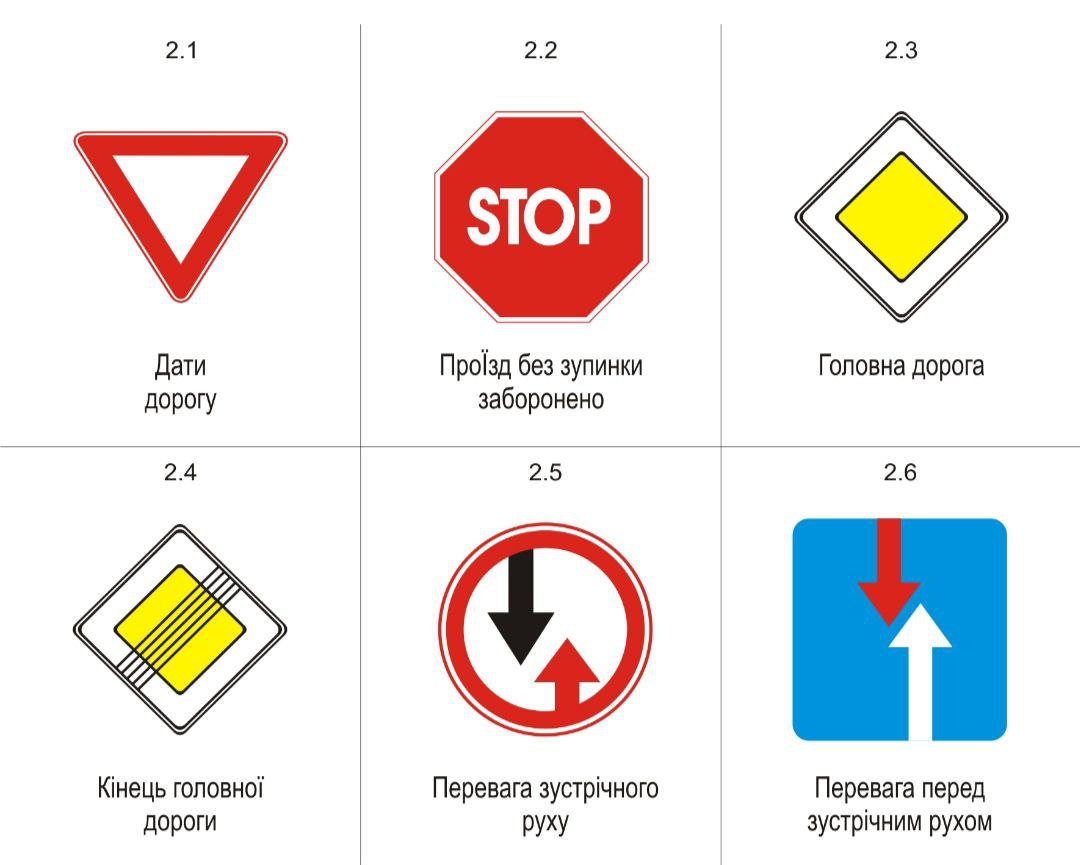 2.1
2.2
2.3
STOP
Дати
дорогу
ПроЇзд без зупинки
заборонено
Головна дорога
2.4
2.5
2.6
Кінець головної
дороги
Перевага зустрічного
руху
Перевага перед
зустрічним рухом